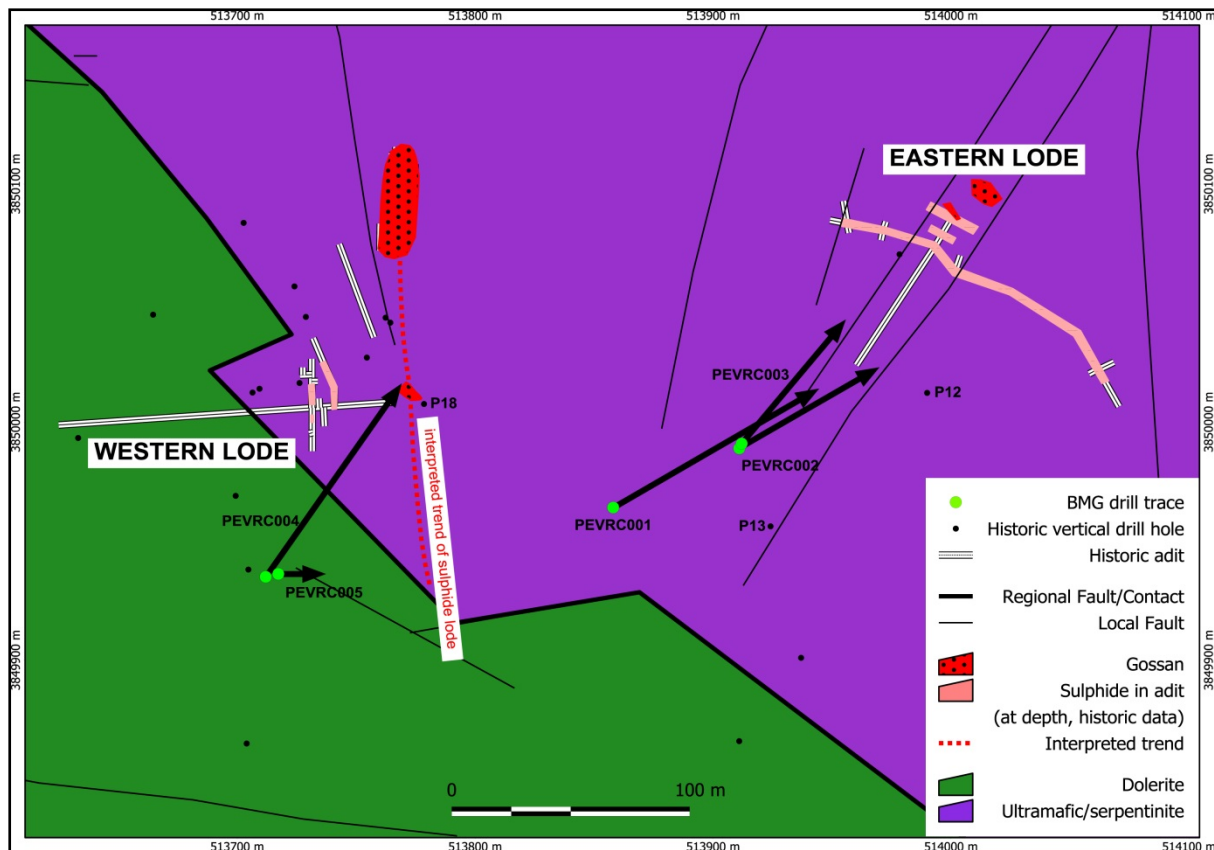 513700 m
513800 m
513900 m
514000 m
514100 m
3850100 m
3850100 m
EASTERN LODE
PEVRC003
P18
P12
3850000 m
3850000 m
WESTERN LODE
interpreted trend of sulphide lode
PEVRC002
PEVRC001
PEVRC004
P13
PEVRC005
BMG drill trace
Historic vertical drill hole
Historic adit
Regional Fault/Contact
Local Fault
3849900 m
3849900 m
Gossan
Sulphide in adit
(at depth, historic data)
Interpreted trend
Dolerite
Ultramafic/serpentinite
0
100 m
513700 m
513800 m
513900 m
514000 m
514100 m